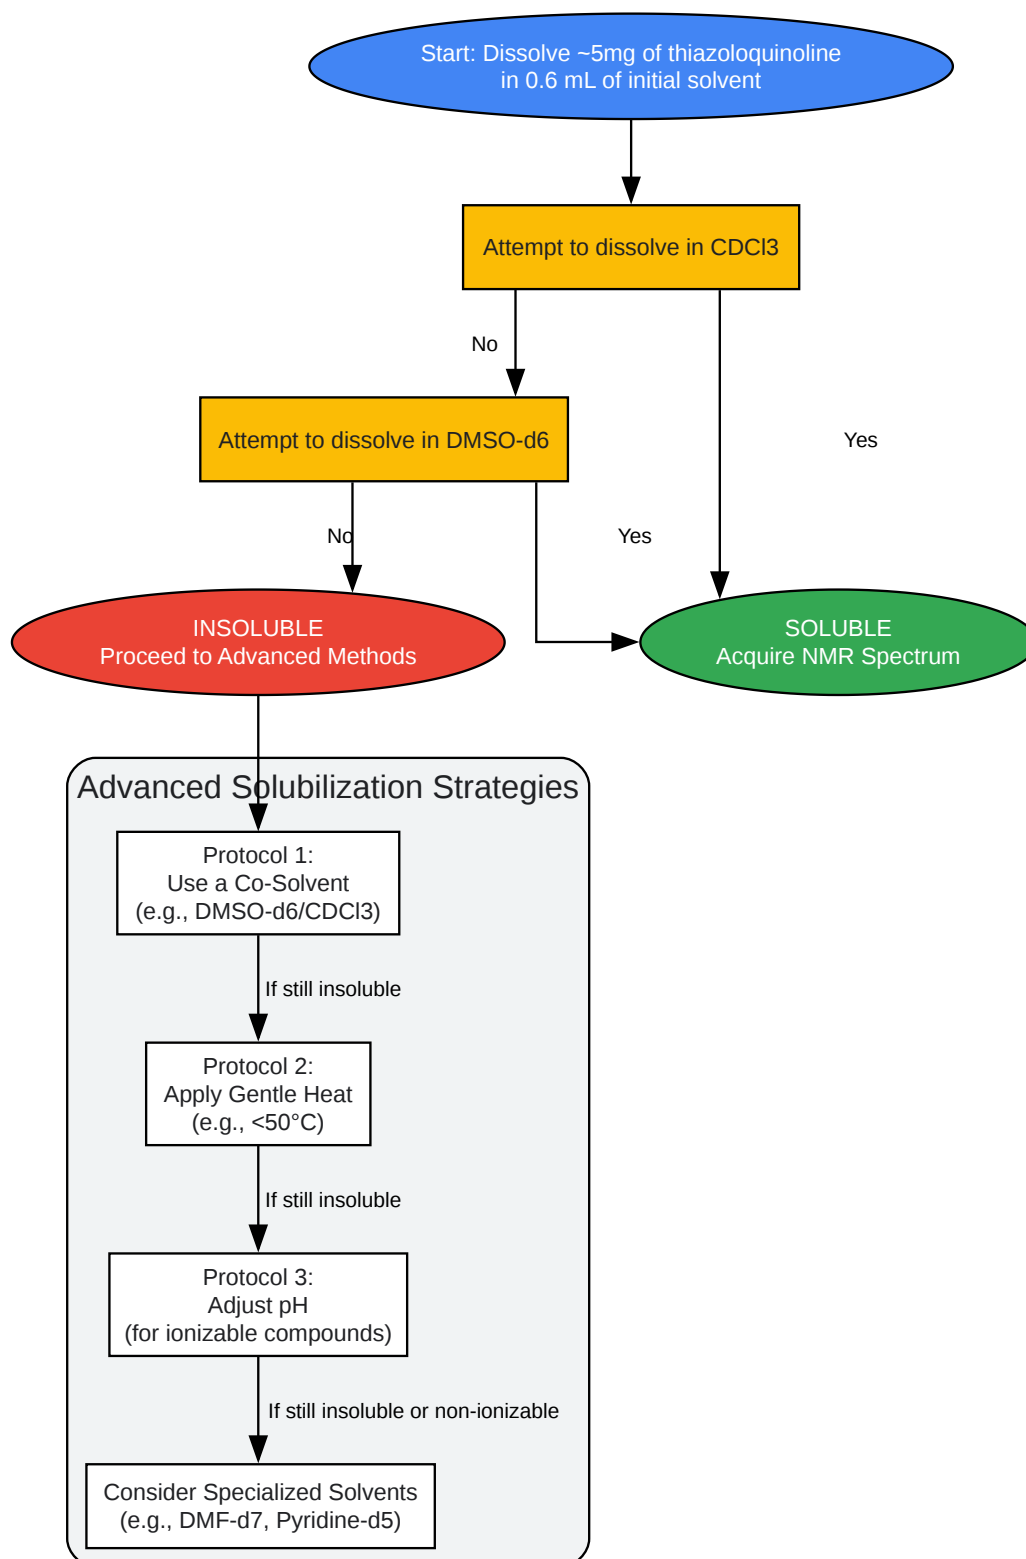 Start: Dissolve ~5mg of thiazoloquinoline
in 0.6 mL of initial solvent
Attempt to dissolve in CDCl3
No
Attempt to dissolve in DMSO-d6
Yes
No
Yes
INSOLUBLE
Proceed to Advanced Methods
SOLUBLE
Acquire NMR Spectrum
Advanced Solubilization Strategies
Protocol 1:
Use a Co-Solvent
(e.g., DMSO-d6/CDCl3)
If still insoluble
Protocol 2:
Apply Gentle Heat
(e.g., <50°C)
If still insoluble
Protocol 3:
Adjust pH
(for ionizable compounds)
If still insoluble or non-ionizable
Consider Specialized Solvents
(e.g., DMF-d7, Pyridine-d5)